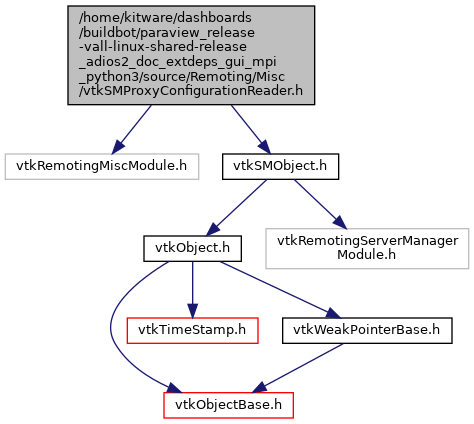 /home/kitware/dashboards
/buildbot/paraview_release
-vall-linux-shared-release
_adios2_doc_extdeps_gui_mpi
_python3/source/Remoting/Misc
/vtkSMProxyConfigurationReader.h
vtkRemotingMiscModule.h
vtkSMObject.h
vtkObject.h
vtkRemotingServerManager
Module.h
vtkTimeStamp.h
vtkWeakPointerBase.h
vtkObjectBase.h